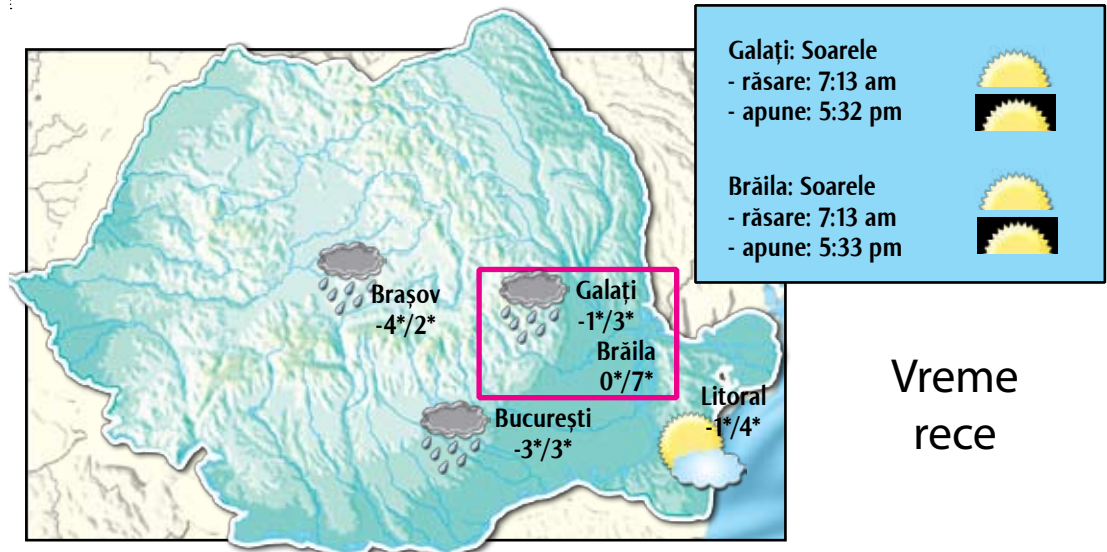 Galați: Soarele
- răsare: 7:13 am
- apune: 5:32 pm
Brăila: Soarele
- răsare: 7:13 am
- apune: 5:33 pm
Brașov
-4*/2*
Galați
-1*/3*
Brăila
0*/7*
București
-3*/3*
Litoral
-1*/4*
Vreme
rece